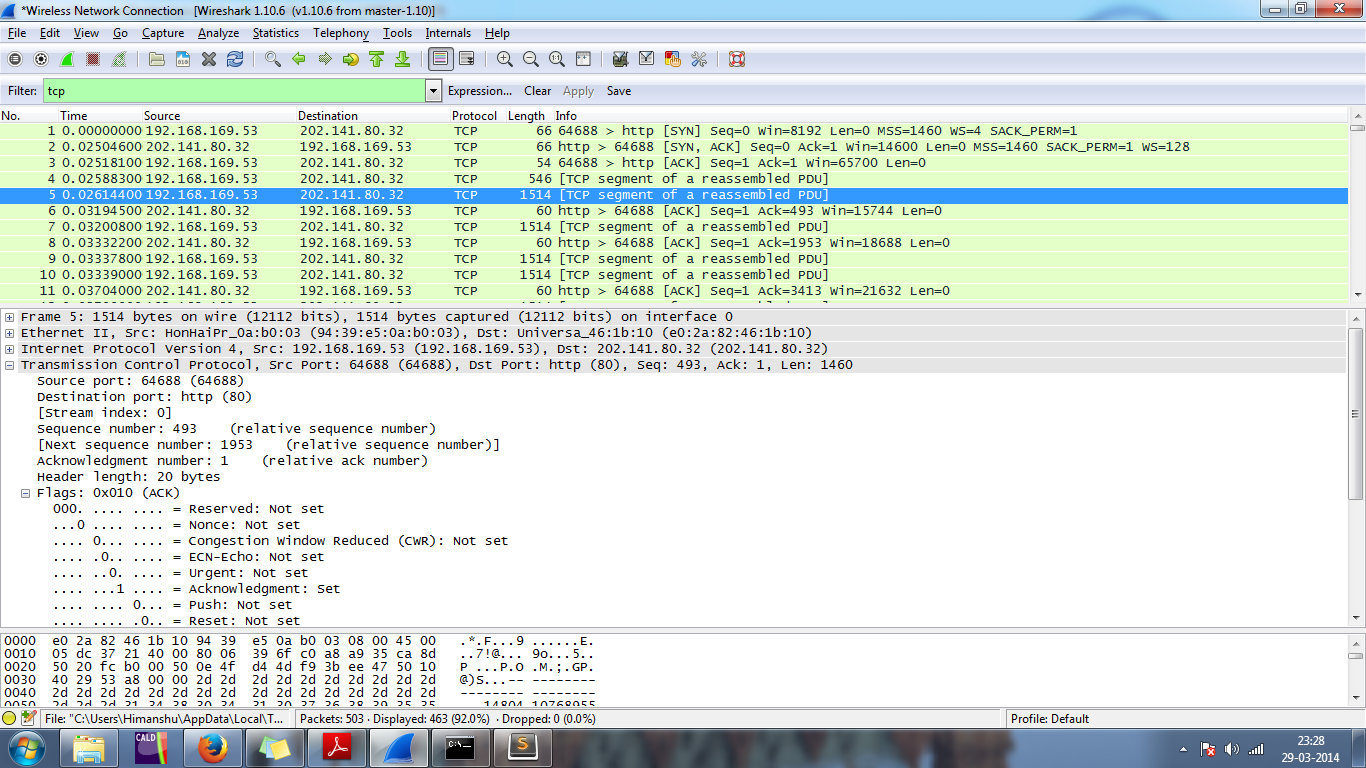 *Wireless Network Connection [Wireshark 1.10.6 (v1.10.6 from master-1.10)]
File Edit View Go Capture Analyze Statistics Telephony Tools Internals Help
Filter: tcp Expression... Clear Apply Save
No. Time Source Destination Protocol Length Info
1 0.00000000 192.168.169.53 202.141.80.32 TCP 66 64688 > http [SYN] Seq=0 Win=8192 Len=0 MSS=1460 WS=4 SACK_PERM=1
2 0.02504600 202.141.80.32 192.168.169.53 TCP 66 http > 64688 [SYN, ACK] Seq=0 Ack=1 Win=14600 Len=0 MSS=1460 SACK_PERM=1 WS=128
3 0.02518100 192.168.169.53 202.141.80.32 TCP 54 64688 > http [ACK] Seq=1 Ack=1 Win=65700 Len=0
4 0.02588300 192.168.169.53 202.141.80.32 TCP 546 [TCP segment of a reassembled PDU]
5 0.02614400 192.168.169.53 202.141.80.32 TCP 1514 [TCP segment of a reassembled PDU]
6 0.03194500 202.141.80.32 192.168.169.53 TCP 60 http > 64688 [ACK] Seq=1 Ack=493 Win=15744 Len=0
7 0.03200800 192.168.169.53 202.141.80.32 TCP 1514 [TCP segment of a reassembled PDU]
8 0.03332200 202.141.80.32 192.168.169.53 TCP 60 http > 64688 [ACK] Seq=1 Ack=1953 Win=18688 Len=0
9 0.03337800 192.168.169.53 202.141.80.32 TCP 1514 [TCP segment of a reassembled PDU]
10 0.03339000 192.168.169.53 202.141.80.32 TCP 1514 [TCP segment of a reassembled PDU]
11 0.03704000 202.141.80.32 192.168.169.53 TCP 60 http > 64688 [ACK] Seq=1 Ack=3413 Win=21632 Len=0
Frame 5: 1514 bytes on wire (12112 bits), 1514 bytes captured (12112 bits) on interface 0
Ethernet II, Src: HonHaiPr_0a:b0:03 (94:39:e5:0a:b0:03), Dst: Universa_46:1b:10 (e0:2a:82:46:1b:10)
Internet Protocol Version 4, Src: 192.168.169.53 (192.168.169.53), Dst: 202.141.80.32 (202.141.80.32)
Transmission Control Protocol, Src Port: 64688 (64688), Dst Port: http (80), Seq: 493, Ack: 1, Len: 1460
Source port: 64688 (64688)
Destination port: http (80)
[Stream index: 0]
Sequence number: 493 (relative sequence number)
[Next sequence number: 1953 (relative sequence number)]
Acknowledgment number: 1 (relative ack number)
Header length: 20 bytes
Flags: 0x010 (ACK)
000. .... .... = Reserved: Not set
...0 .... .... = Nonce: Not set
.... 0... .... = Congestion Window Reduced (CWR): Not set
.... .0.. .... = ECN-Echo: Not set
.... ..0. .... = Urgent: Not set
.... ...1 .... = Acknowledgment: Set
.... .... 0... = Push: Not set
.... .... .0.. = Reset: Not set
0000 e0 2a 82 46 1b 10 94 39 e5 0a b0 03 08 00 45 00 .*.F...9 ......E.
0010 05 dc 37 21 40 00 80 06 39 6f c0 a8 a9 35 ca 8d ..7!@... 9o...5..
0020 50 20 fc b0 00 50 0e 4f d4 4d f9 3b ee 47 50 10 P ...P.O .M.;.GP.
0030 40 29 53 a8 00 00 2d 2d 2d 2d 2d 2d 2d 2d 2d 2d @)S...-- --------
0040 2d 2d 2d 2d 2d 2d 2d 2d 2d 2d 2d 2d 2d 2d 2d 2d -------- --------
0050 2d 2d 2d 31 34 38 30 34 31 30 37 36 38 39 35 35 ---14804 10768955
File: "C:\Users\Himanshu\AppData\Local\T... Packets: 503 · Displayed: 463 (92.0%) · Dropped: 0 (0.0%) Profile: Default
CALD
C:\_
23:28
29-03-2014